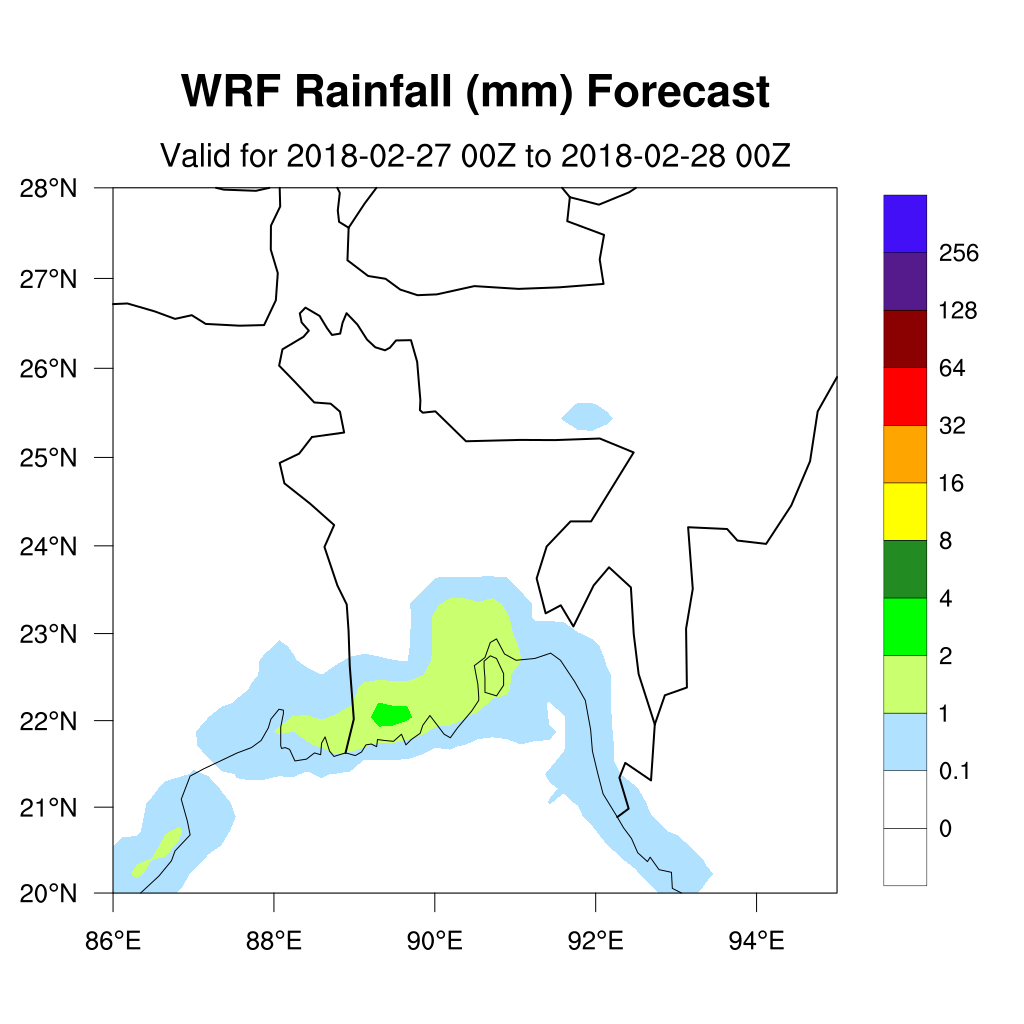 WRF Rainfall (mm) Forecast
Valid for 2018-02-27 00Z to 2018-02-28 00Z
28°N
27°N
26°N
25°N
24°N
23°N
22°N
21°N
20°N
86°E 88°E 90°E 92°E 94°E
256
128
64
32
16
8
4
2
1
0.1
0